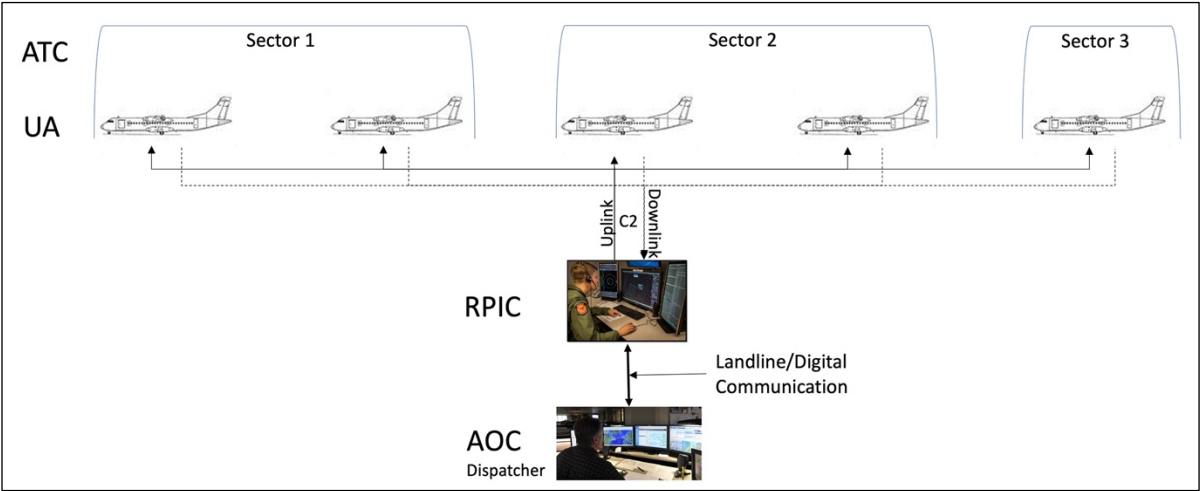 ATC
Sector 1
Sector 2
Sector 3
UA
Uplink
C2
Downlink
RPIC
Landline/Digital
Communication
AOC
Dispatcher